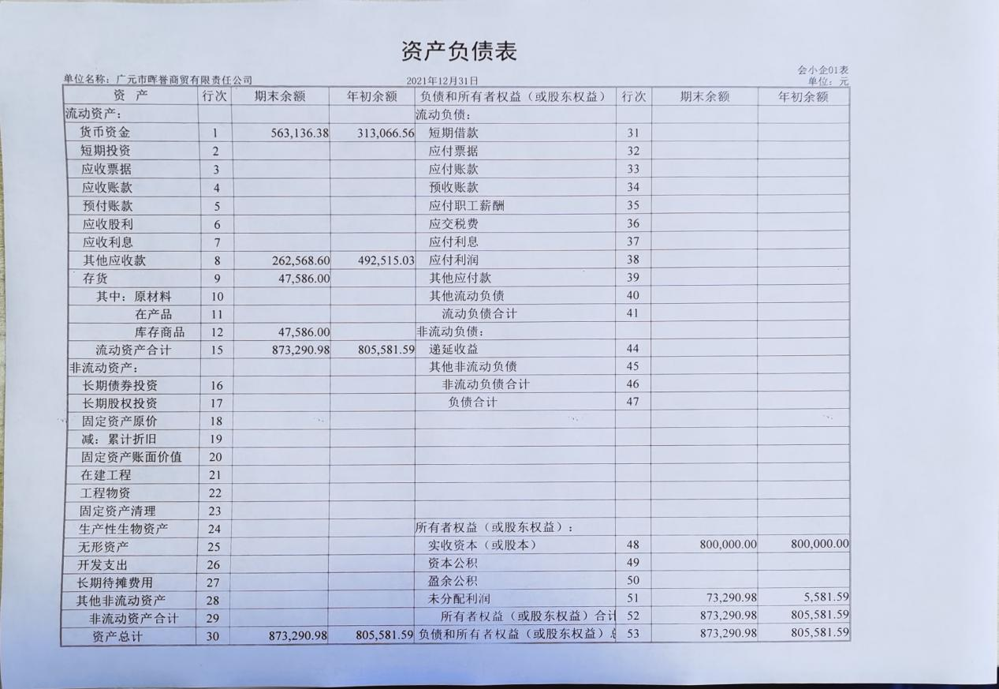 资产负债表
会小企01表
单位名称：广元市晖誉商贸有限责任公司 2021年12月31日 单位：元
资 产 行次 期末余额 年初余额 负债和所有者权益（或股东权益） 行次 期末余额 年初余额
流动资产： 流动负债：
货币资金 1 563,136.38 313,066.56 短期借款 31
短期投资 2 应付票据 32
应收票据 3 应付账款 33
应收账款 4 预收账款 34
预付账款 5 应付职工薪酬 35
应收股利 6 应交税费 36
应收利息 7 应付利息 37
其他应收款 8 262,568.60 492,515.03 应付利润 38
存货 9 47,586.00 其他应付款 39
其中：原材料 10 其他流动负债 40
在产品 11 流动负债合计 41
库存商品 12 47,586.00 非流动负债：
流动资产合计 15 873,290.98 805,581.59 递延收益 44
非流动资产： 其他非流动负债 45
长期债券投资 16 非流动负债合计 46
长期股权投资 17 负债合计 47
固定资产原价 18
减：累计折旧 19
固定资产账面价值 20
在建工程 21
工程物资 22
固定资产清理 23
生产性生物资产 24 所有者权益（或股东权益）：
无形资产 25 实收资本（或股本） 48 800,000.00 800,000.00
开发支出 26 资本公积 49
长期待摊费用 27 盈余公积 50
其他非流动资产 28 未分配利润 51 73,290.98 5,581.59
非流动资产合计 29 所有者权益（或股东权益）合计 52 873,290.98 805,581.59
资产总计 30 873,290.98 805,581.59 负债和所有者权益（或股东权益） 53 873,290.98 805,581.59